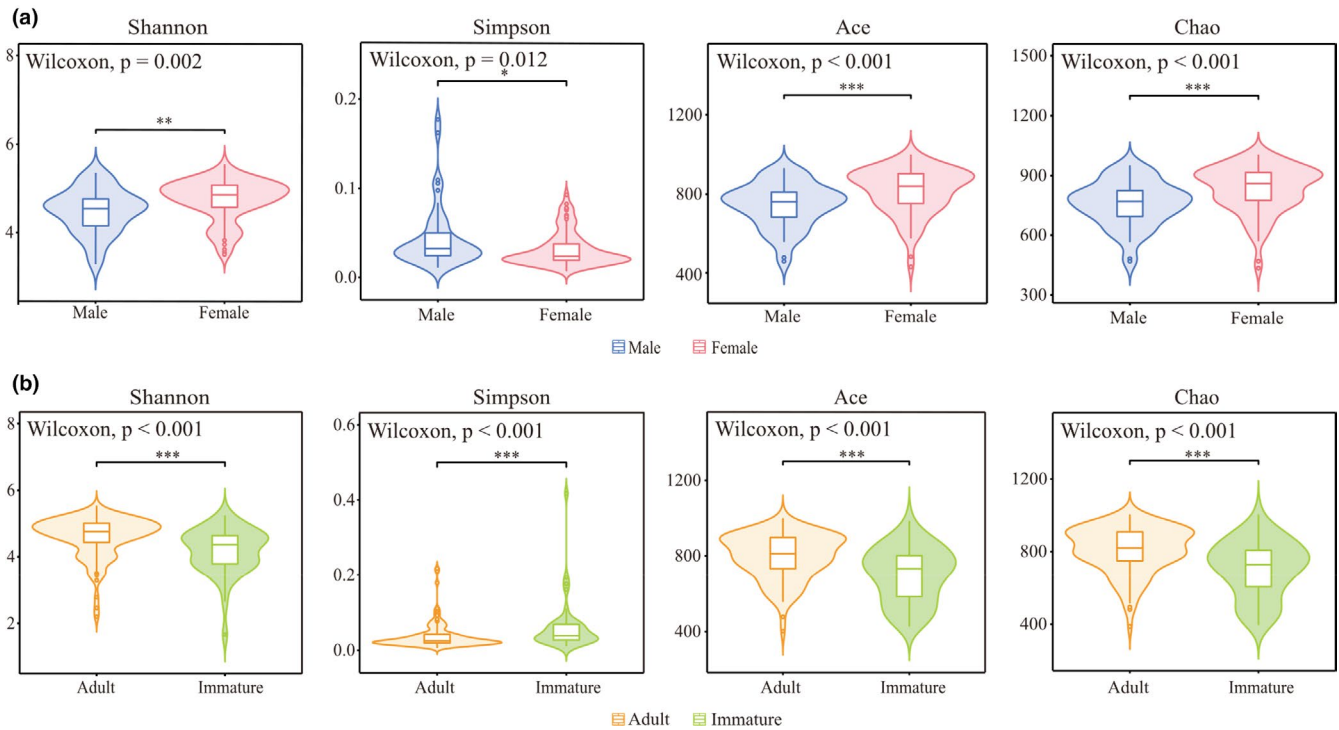 (a)
Shannon
Simpson
Ace
Chao
8
6
4
Wilcoxon, p = 0.002
**
Male
Female
0.2
0.1
0.0
Wilcoxon, p = 0.012
*
Male
Female
1200
800
400
Wilcoxon, p < 0.001
***
Male
Female
1500
900
600
300
Wilcoxon, p < 0.001
***
Male
Female
Male
Female
(b)
Shannon
Simpson
Ace
Chao
8
6
4
2
Wilcoxon, p < 0.001
***
Adult
Immature
0.6
0.4
0.2
0.0
Wilcoxon, p < 0.001
***
Adult
Immature
1200
800
400
Wilcoxon, p < 0.001
***
Adult
Immature
1200
800
400
Wilcoxon, p < 0.001
***
Adult
Immature
Adult
Immature